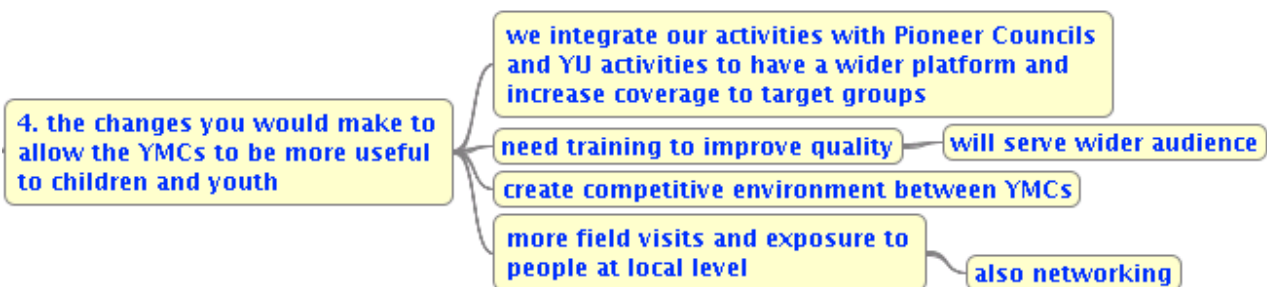 we integrate our activities with Pioneer Councils
and YU activities to have a wider platform and
increase coverage to target groups
4. the changes you would make to
allow the YMCs to be more useful
to children and youth
need training to improve quality
will serve wider audience
create competitive environment between YMCs
more field visits and exposure to
people at local level
also networking